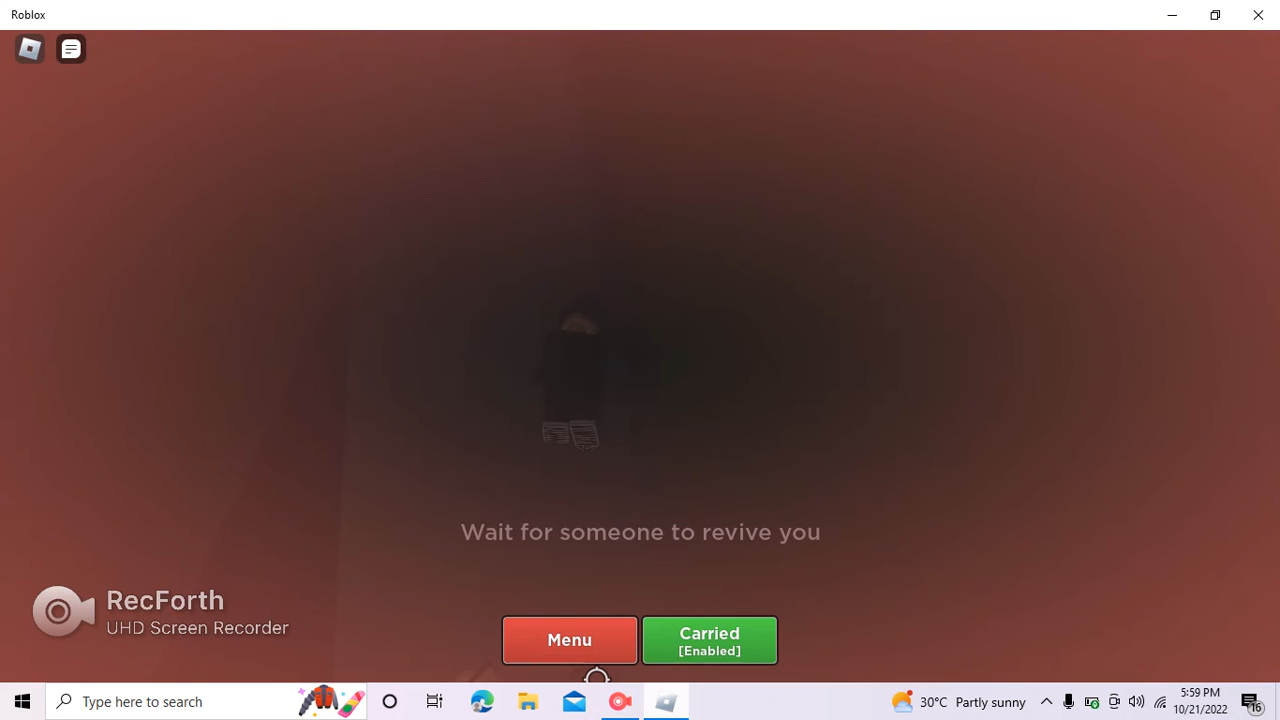 Roblox
Wait for someone to revive you
RecForth
UHD Screen Recorder
Menu
Carried
[Enabled]
Type here to search
30°C Partly sunny
5:59 PM
10/21/2022
16